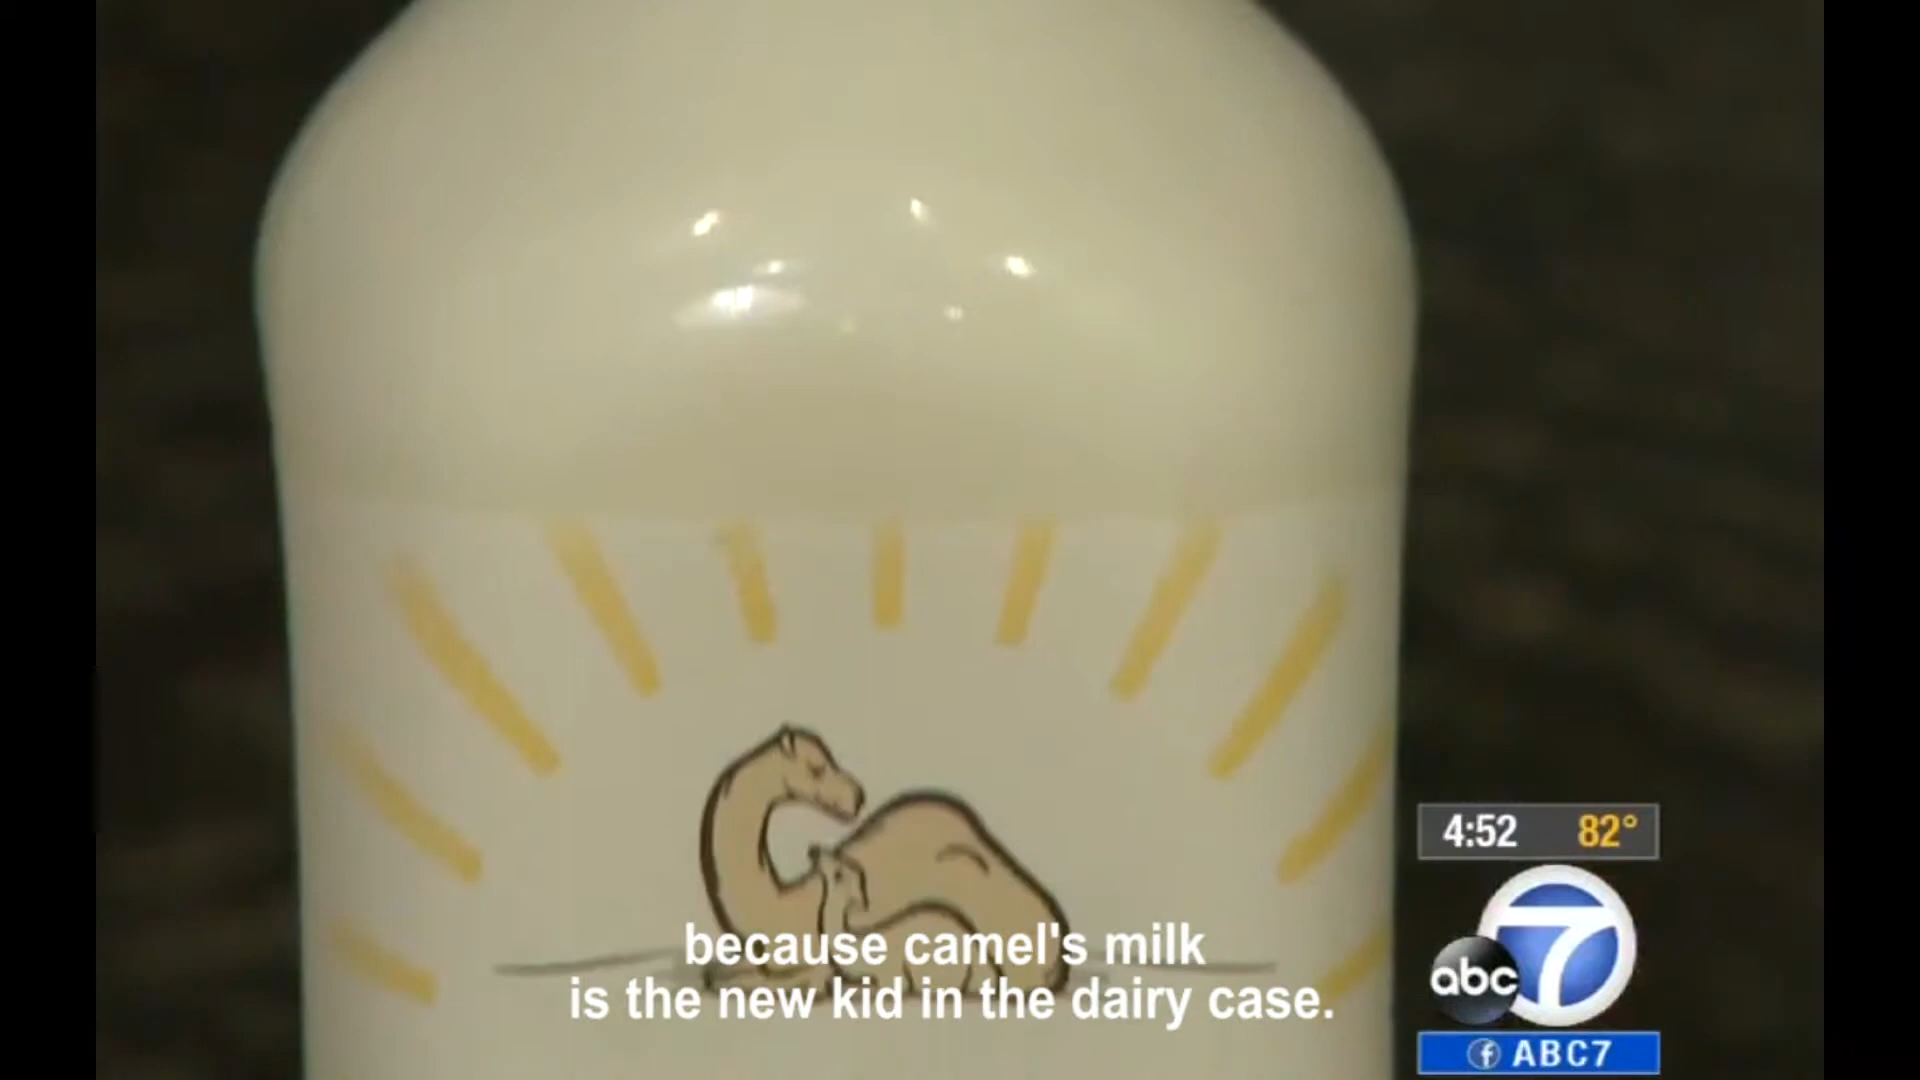 because camel's milk
is the new kid in the dairy case.
4:52 82°
abc 7
f ABC7